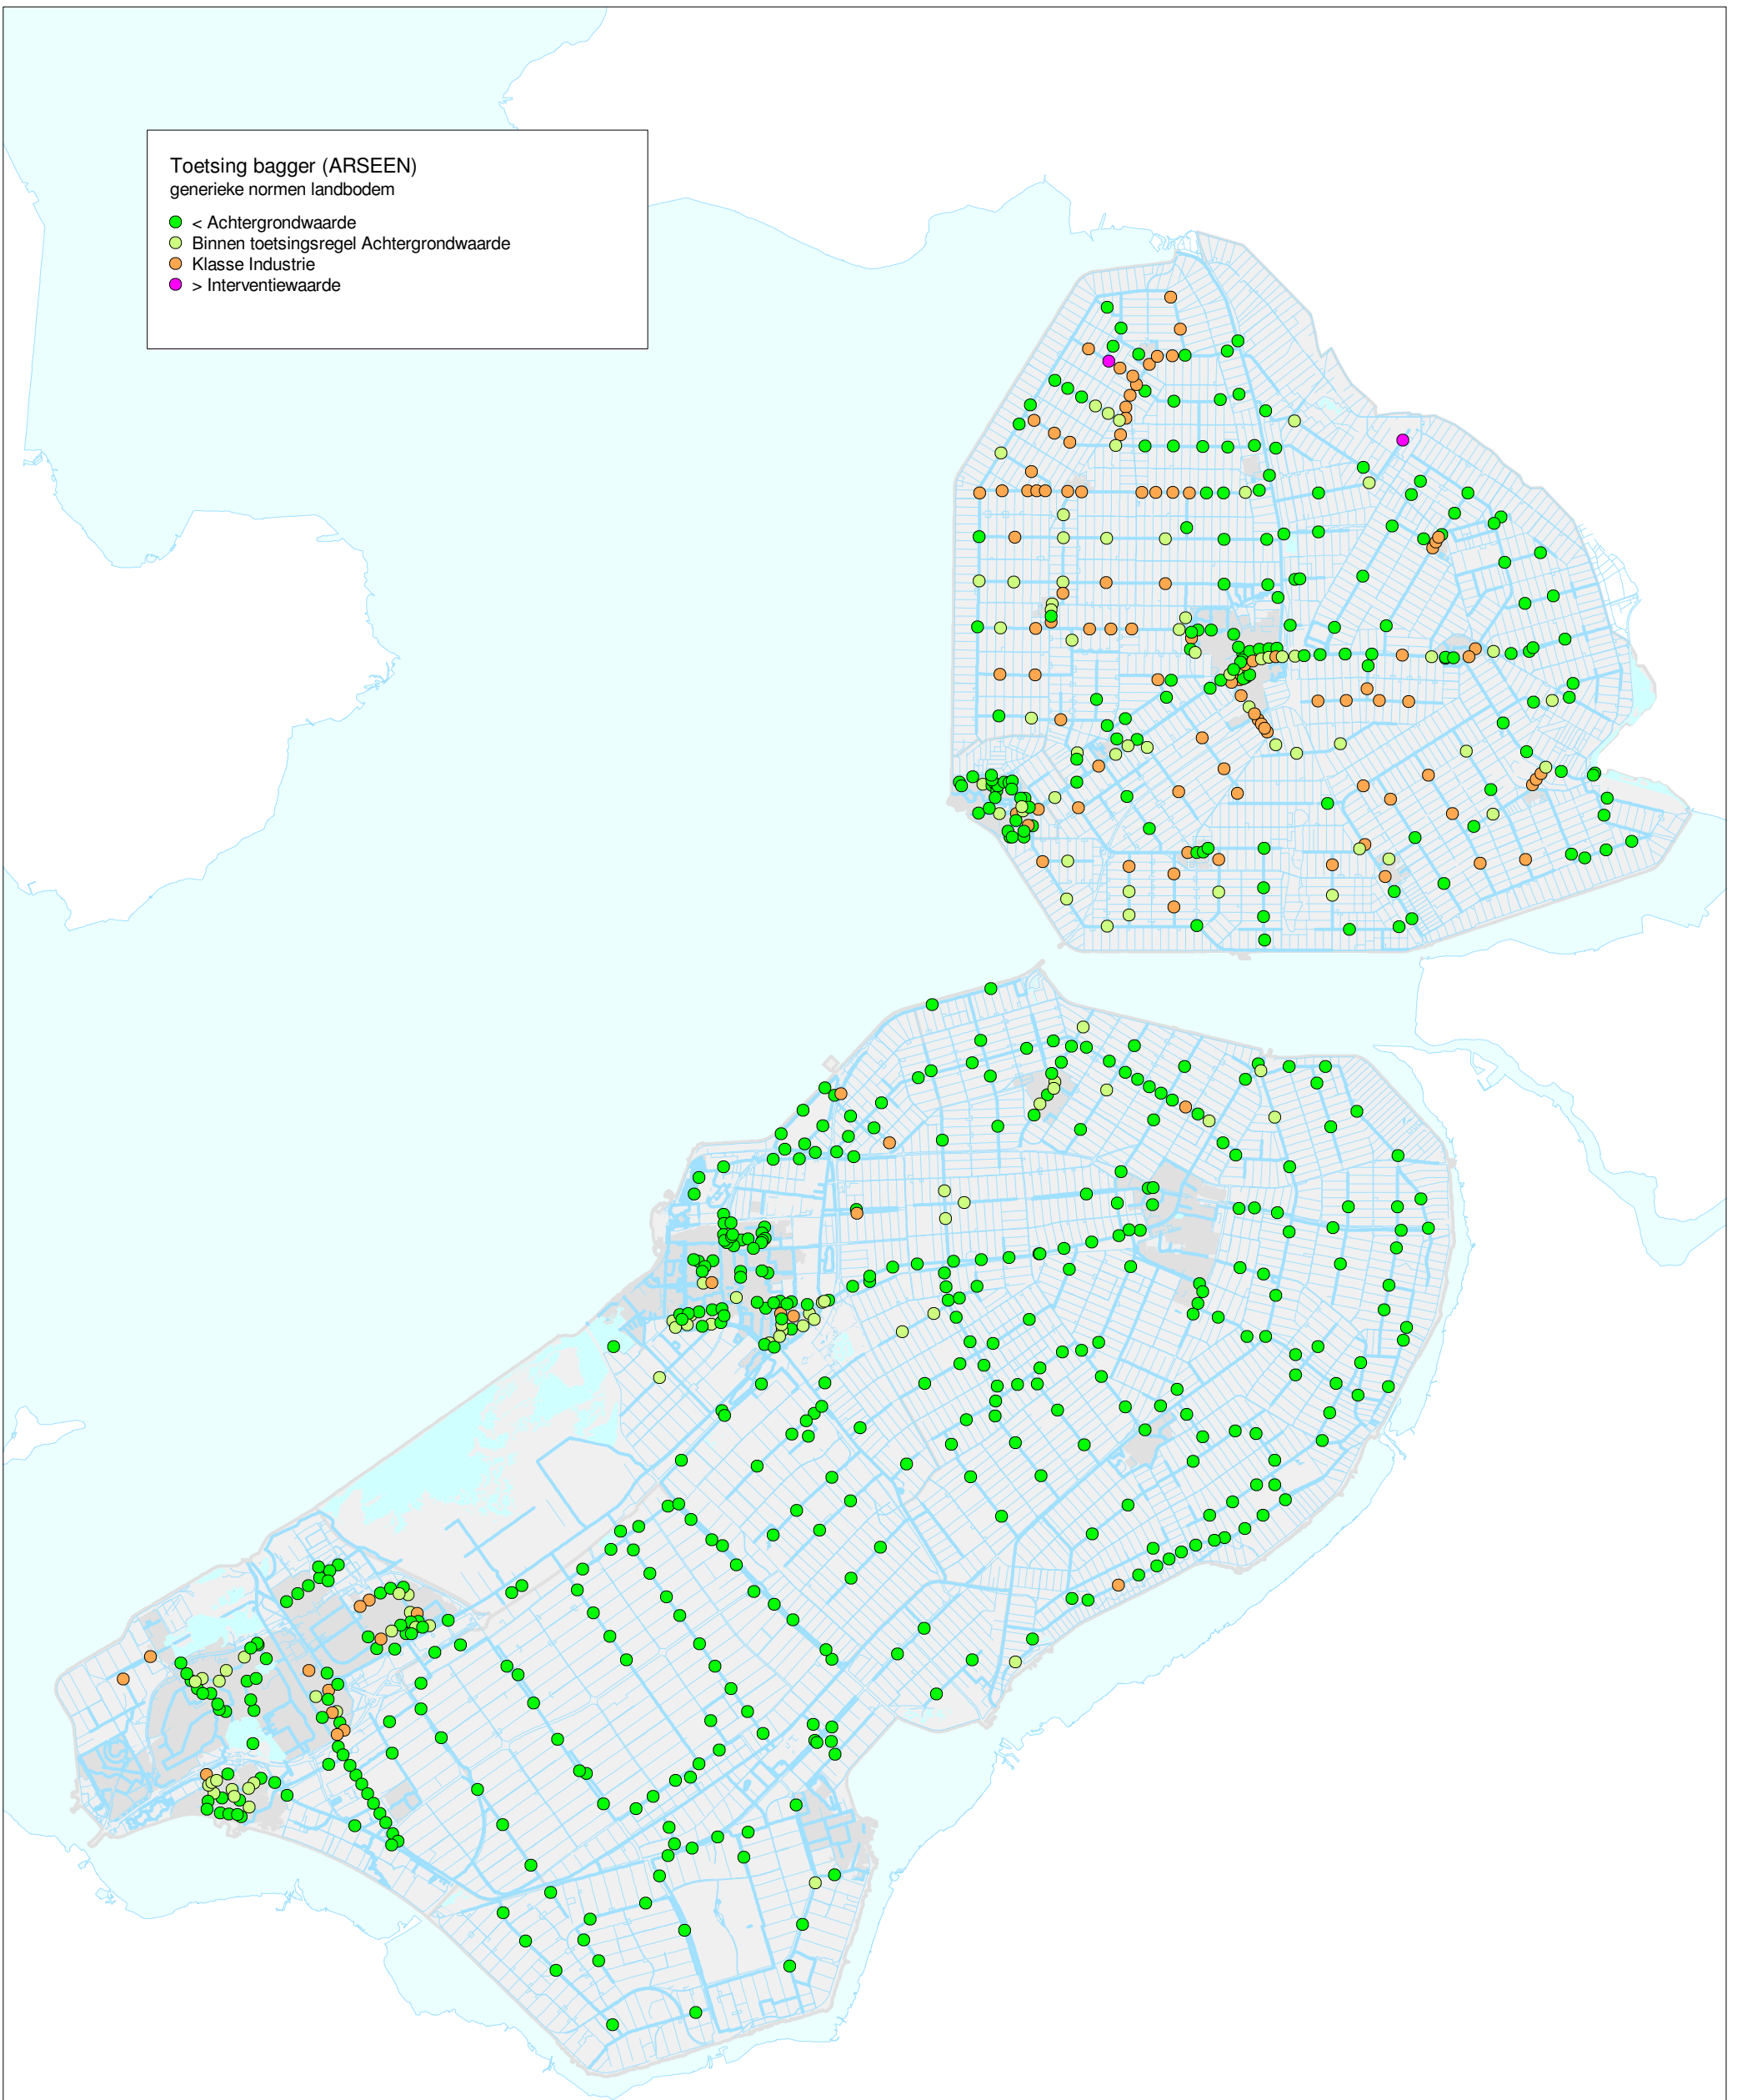 Toetsing bagger (ARSEEN)
generieke normen landbodem
< Achtergrondwaarde
Binnen toetsingsregel Achtergrondwaarde
Klasse Industrie
> Interventiewaarde